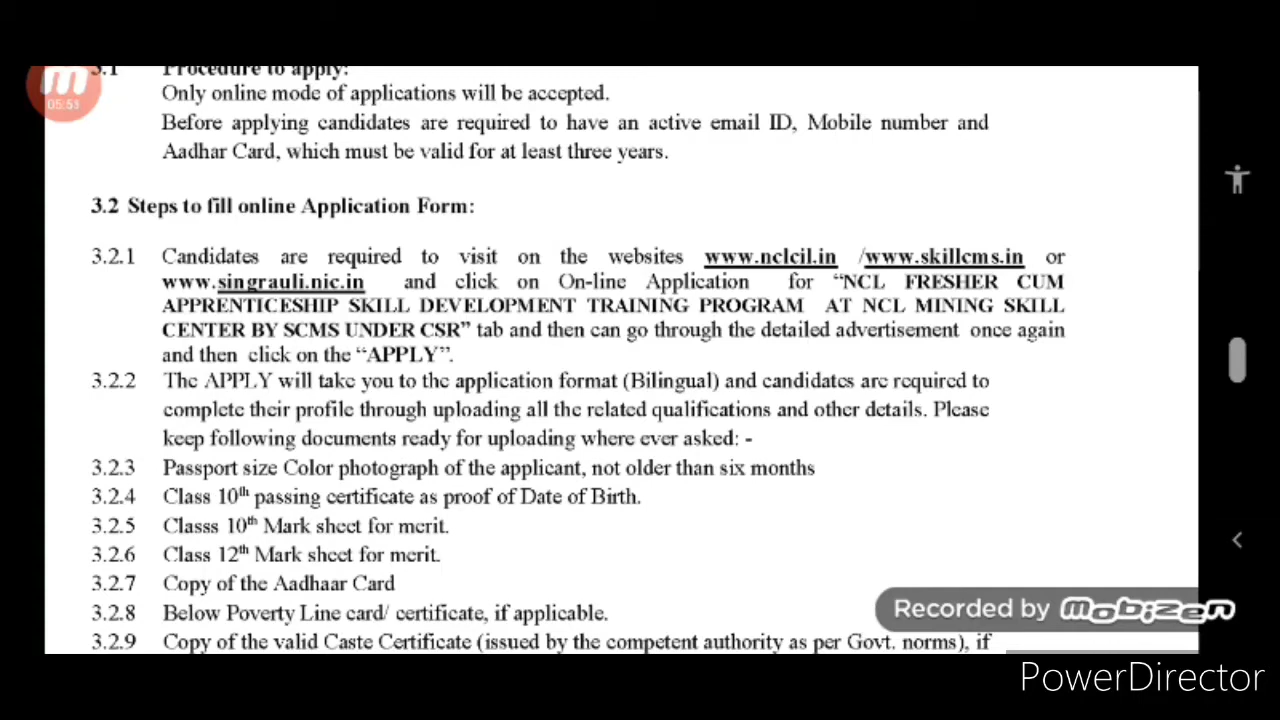 3.1 Procedure to apply:
05:53
Only online mode of applications will be accepted.
Before applying candidates are required to have an active email ID, Mobile number and
Aadhar Card, which must be valid for at least three years.
3.2 Steps to fill online Application Form:
3.2.1 Candidates are required to visit on the websites www.nclcil.in /www.skillcms.in or
www.singrauli.nic.in and click on On-line Application for “NCL FRESHER CUM
APPRENTICESHIP SKILL DEVELOPMENT TRAINING PROGRAM AT NCL MINING SKILL
CENTER BY SCMS UNDER CSR” tab and then can go through the detailed advertisement once again
and then click on the “APPLY”.
3.2.2 The APPLY will take you to the application format (Bilingual) and candidates are required to
complete their profile through uploading all the related qualifications and other details. Please
keep following documents ready for uploading where ever asked: -
3.2.3 Passport size Color photograph of the applicant, not older than six months
3.2.4 Class 10th passing certificate as proof of Date of Birth.
3.2.5 Classs 10th Mark sheet for merit.
3.2.6 Class 12th Mark sheet for merit.
3.2.7 Copy of the Aadhaar Card
3.2.8 Below Poverty Line card/ certificate, if applicable.
Recorded by mobizen
3.2.9 Copy of the valid Caste Certificate (issued by the competent authority as per Govt. norms), if
PowerDirector